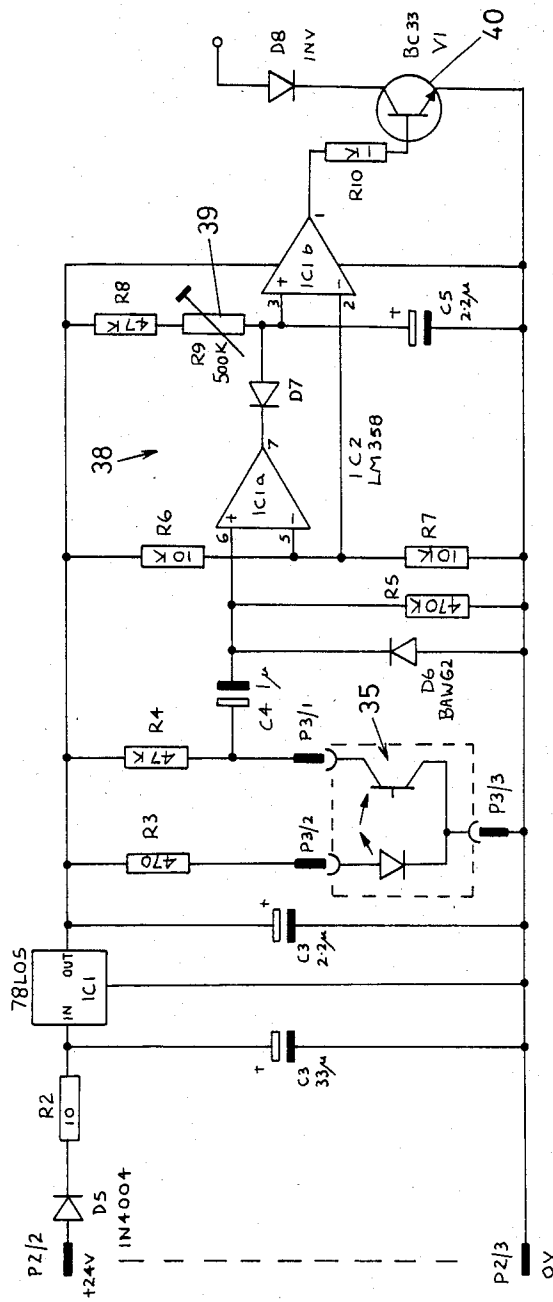 P2/2
+24V
D5
1N4004
R2
10
78L05
IN
OUT
IC1
C3
33µ
+
C3
2.2µ
+
R3
470
R4
47K
P3/2
P3/1
35
P3/3
C4
1µ
D6
BAW62
R5
470K
R6
10K
R7
10K
38
6
+
5
-
IC1a
7
IC2
LM358
D7
R8
47K
R9
500K
39
3
+
2
-
IC1b
1
C5
2.2µ
+
R10
1K
D8
1NV
BC33
V1
40
P2/3
0V